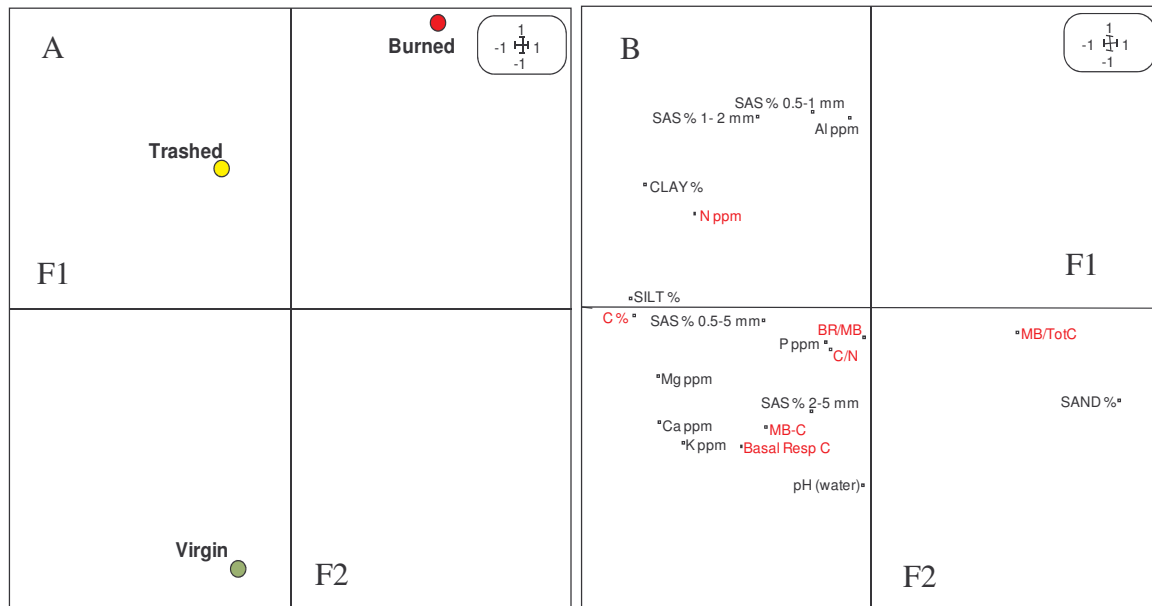 A
Burned
1
-1 1
-1
Trashed
F1
Virgin
F2
B
1
-1 1
-1
SAS % 0.5-1 mm
SAS % 1- 2 mm
Al ppm
CLAY %
N ppm
F1
SILT %
C %
SAS % 0.5-5 mm
BR/MB
MB/TotC
P ppm
C/N
Mg ppm
SAS % 2-5 mm
SAND %
Ca ppm
MB-C
K ppm
Basal Resp C
pH (water)
F2